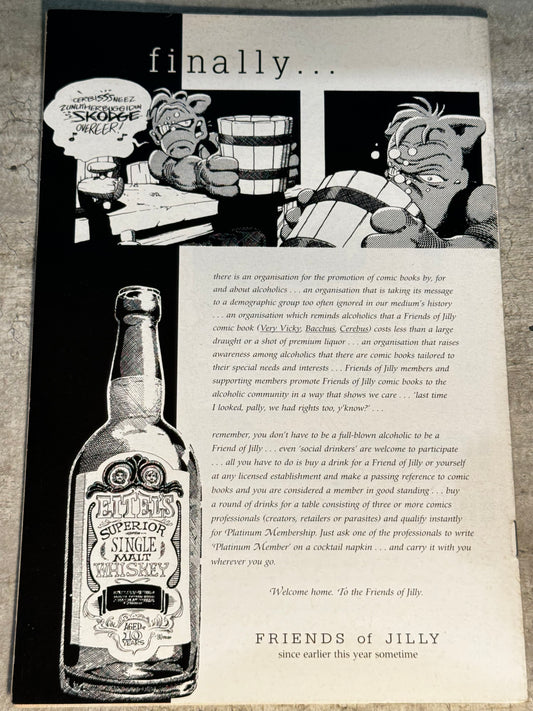 finally...
CERBISSSNEEZ
ZUNUTHERBUGGIDUN
SKODGE
OVEREER!
there is an organisation for the promotion of comic books by, for
and about alcoholics . . . an organisation that is taking its message
to a demographic group too often ignored in our medium's history
. . . an organisation which reminds alcoholics that a Friend of Jilly
comic book (Very Vicky, Bacchus, Cerebus) costs less than a large
draught or a shot of premium liquor . . . an organisation that raises
awareness among alcoholics that there are comic books tailored to
their special needs and interests . . . Friends of Jilly members and
supporting members promote Friends of Jilly comic books to the
alcoholic community in a way that shows we care . . . 'last time
I looked, pally, we had rights too, y'know?' . . .
remember, you don't have to be a full-blown alcoholic to be a
Friend of Jilly . . . even 'social drinkers' are welcome to participate
. . . all you have to do is buy a drink for a Friend of Jilly or yourself
at any licensed establishment and make a passing reference to comic
books and you are considered a member in good standing . . . buy
a round of drinks for a table consisting of three or more comics
professionals (creators, retailers or parasites) and qualify instantly
for 'Platinum Membership. Just ask one of the professionals to write
'Platinum Member' on a cocktail napkin . . . and carry it with you
wherever you go.
Welcome home. To the Friends of Jilly.
FRIENDS of JILLY
since earlier this year sometime
EITEL'S
SUPERIOR
SINGLE
MALT
WHISKEY
AGED
18
YEARS